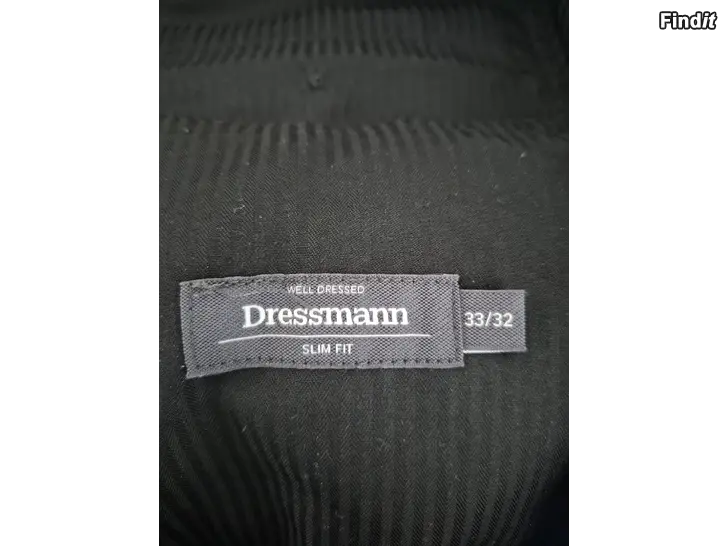 Findit
WELL DRESSED
Dressmann
33/32
SLIM FIT